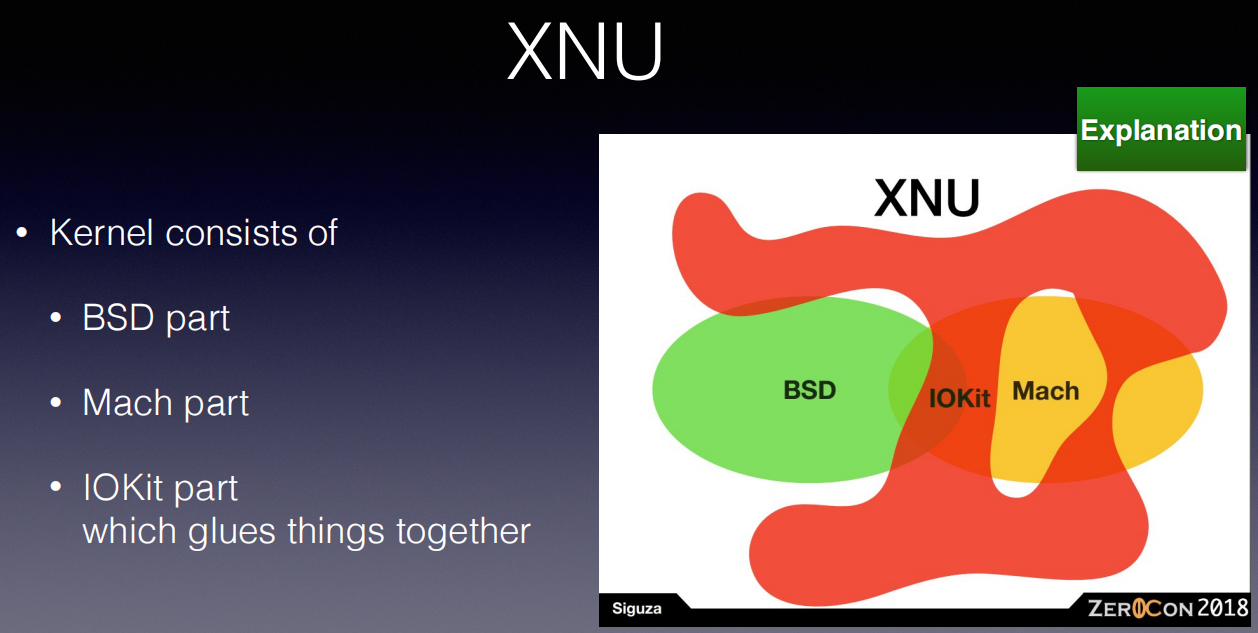 XNU
Explanation
• Kernel consists of
• BSD part
• Mach part
• IOKit part
which glues things together
XNU
BSD
IOKit
Mach
Siguza
ZER0CON 2018